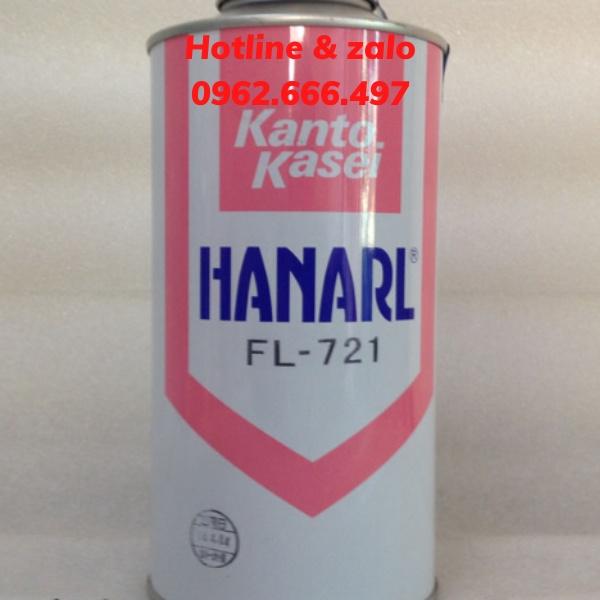 Hotline & zalo
0962.666.497
Kanto
Kasei
HANARL®
FL-721